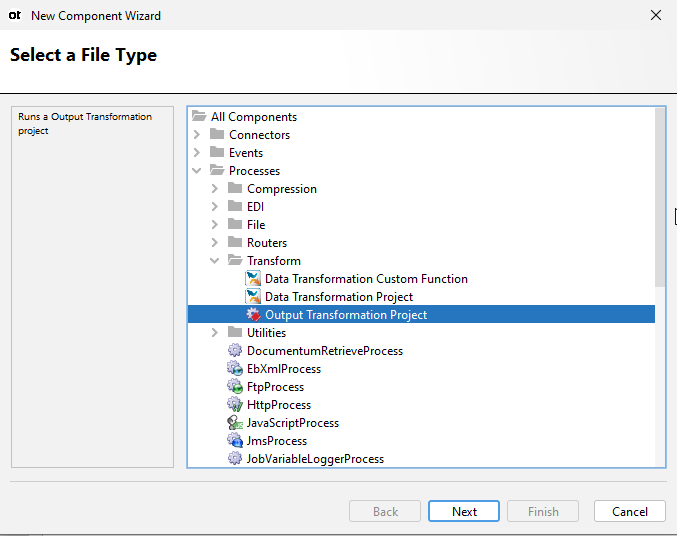 ot New Component Wizard
Select a File Type
Runs a Output Transformation
project
All Components
Connectors
Events
Processes
Compression
EDI
File
Routers
Transform
Data Transformation Custom Function
Data Transformation Project
Output Transformation Project
Utilities
DocumentumRetrieveProcess
EbXmlProcess
FtpProcess
HttpProcess
JavaScriptProcess
JmsProcess
JobVariableLoggerProcess
Back Next Finish Cancel